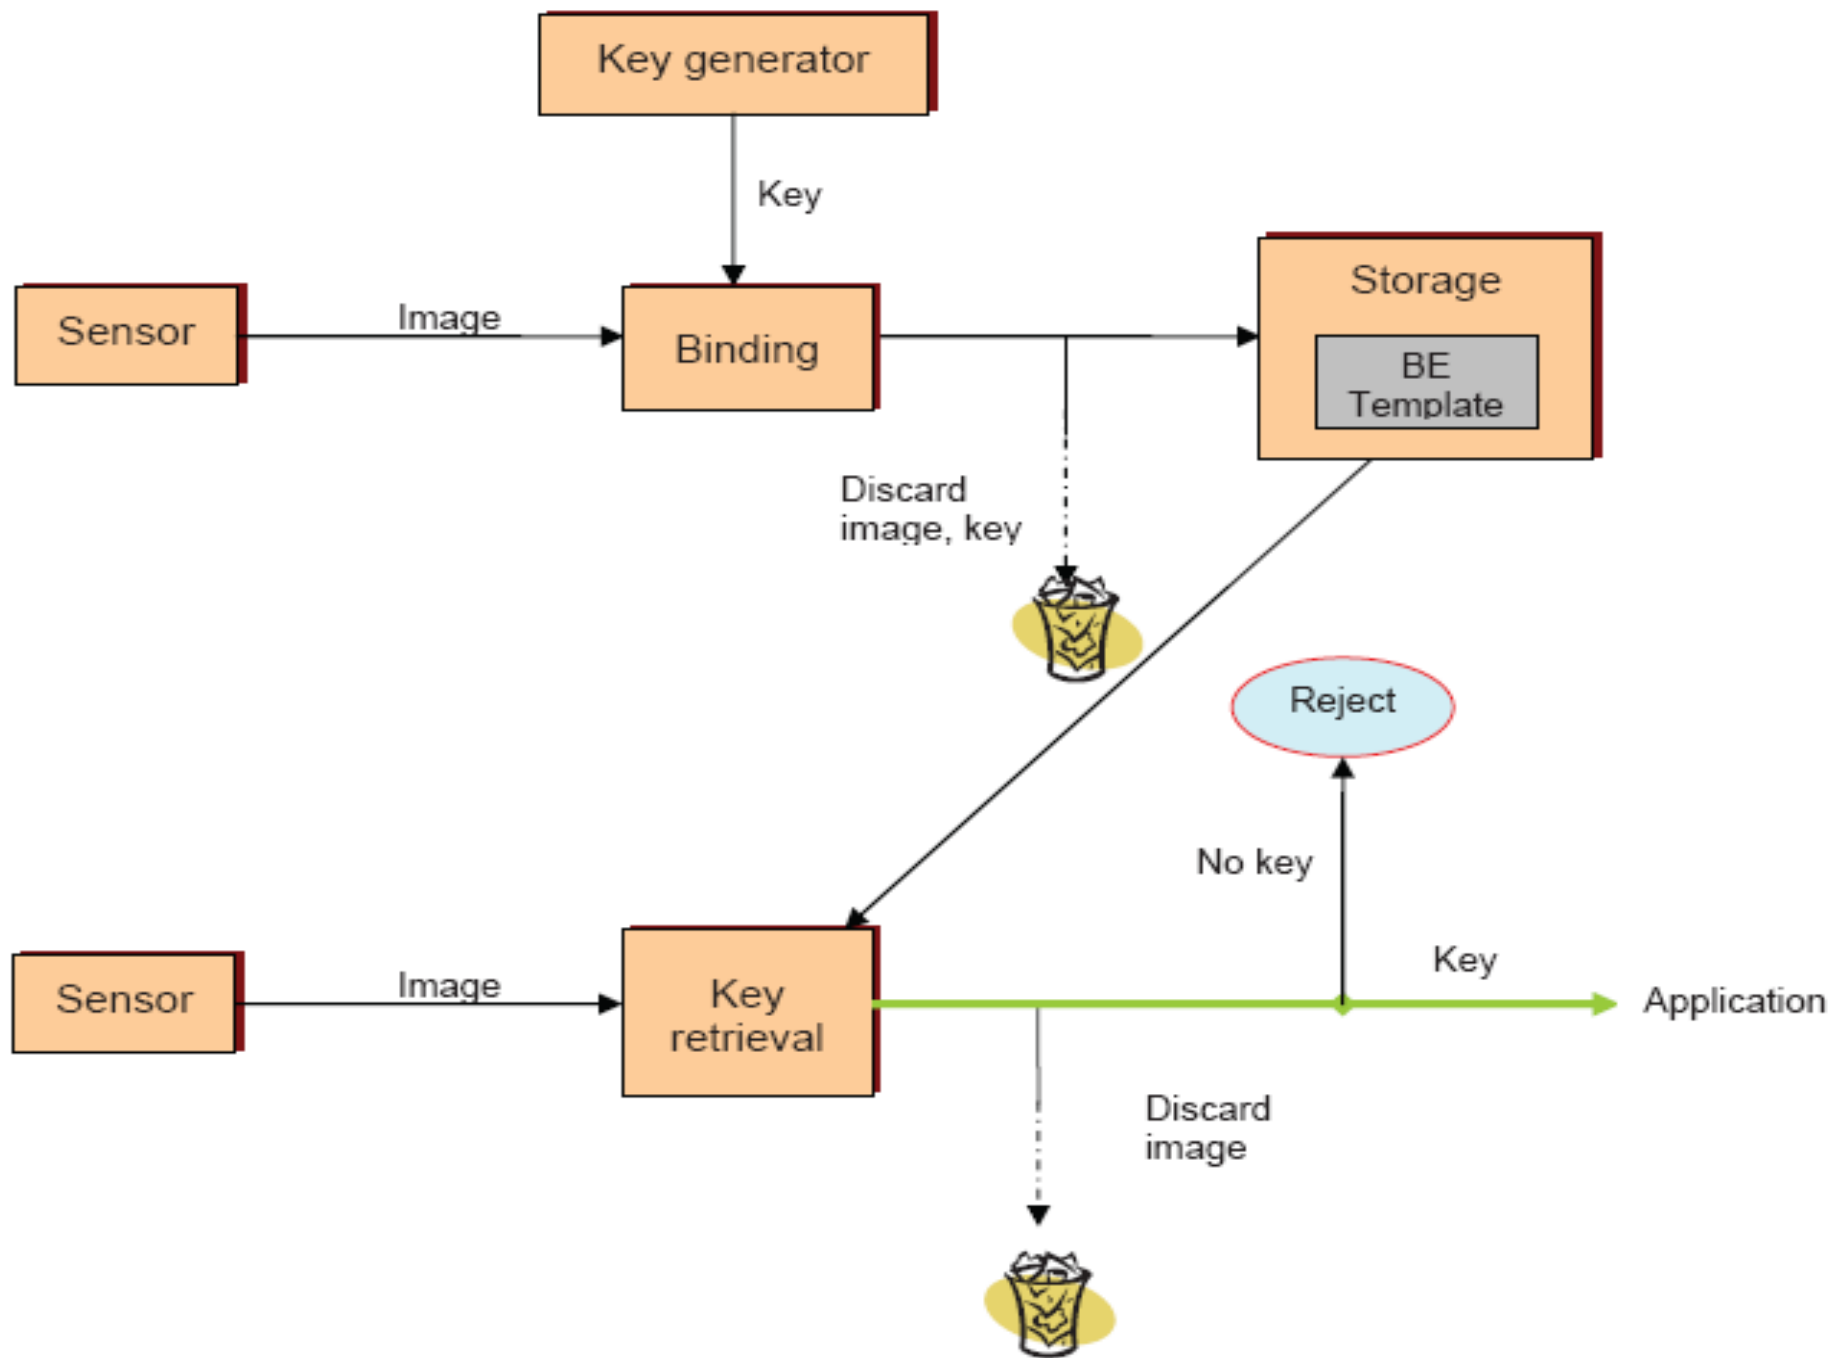 Key generator
Key
Sensor
Image
Binding
Storage
BE
Template
Discard
image, key
Reject
No key
Key
Sensor
Image
Key
retrieval
Application
Discard
image